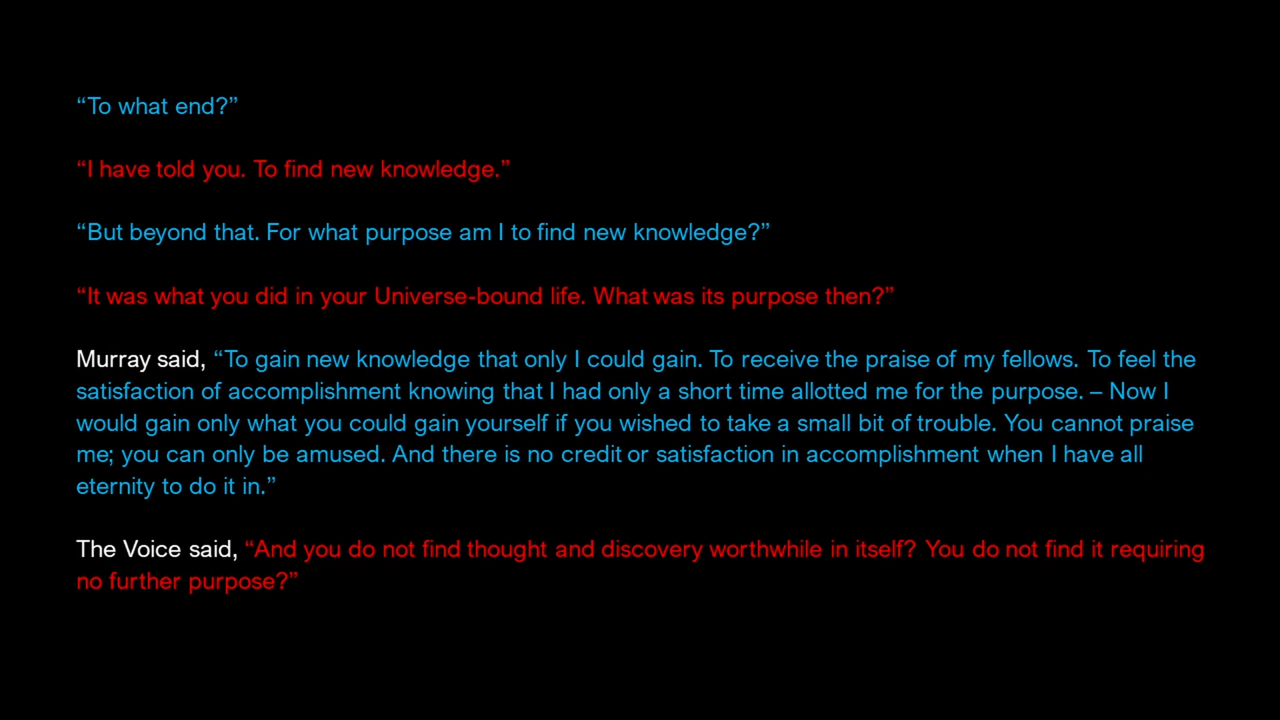 “To what end?”
“I have told you. To find new knowledge.”
“But beyond that. For what purpose am I to find new knowledge?”
“It was what you did in your Universe-bound life. What was its purpose then?”
Murray said, “To gain new knowledge that only I could gain. To receive the praise of my fellows. To feel the
satisfaction of accomplishment knowing that I had only a short time allotted me for the purpose. – Now I
would gain only what you could gain yourself if you wished to take a small bit of trouble. You cannot praise
me; you can only be amused. And there is no credit or satisfaction in accomplishment when I have all
eternity to do it in.”
The Voice said, “And you do not find thought and discovery worthwhile in itself? You do not find it requiring
no further purpose?”